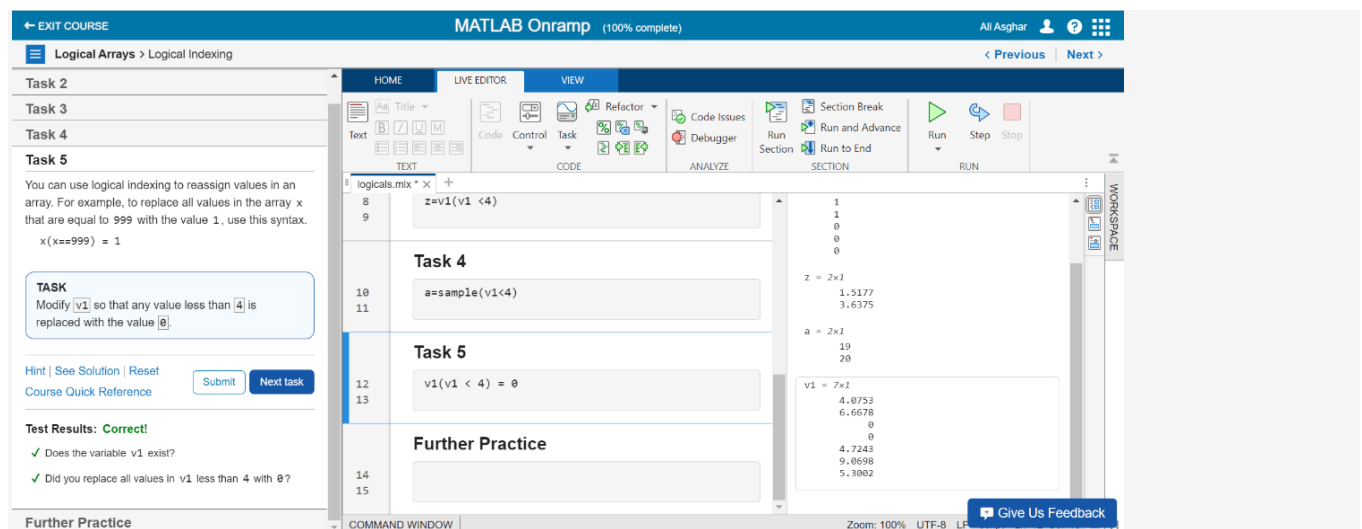 ← EXIT COURSE
MATLAB Onramp (100% complete)
Ali Asghar
Logical Arrays > Logical Indexing
< Previous | Next >
Task 2
Task 3
Task 4
Task 5
You can use logical indexing to reassign values in an
array. For example, to replace all values in the array x
that are equal to 999 with the value 1, use this syntax.
x(x==999) = 1
TASK
Modify v1 so that any value less than 4 is
replaced with the value 0.
Hint | See Solution | Reset
Course Quick Reference
Submit
Next task
Test Results: Correct!
✓ Does the variable v1 exist?
✓ Did you replace all values in v1 less than 4 with 0?
Further Practice
HOME
LIVE EDITOR
VIEW
Text
Aa Title
B I U M
TEXT
Code
Control
Task
Refactor
CODE
Code Issues
Debugger
ANALYZE
Run
Section
Section Break
Run and Advance
Run to End
SECTION
Run
Step
Stop
RUN
logicals.mlx * × +
WORKSPACE
8 z=v1(v1 <4)
9
Task 4
10 a=sample(v1<4)
11
Task 5
12 v1(v1 < 4) = 0
13
Further Practice
14
15
1
1
0
0
0
z = 2×1
1.5177
3.6375
a = 2×1
19
20
v1 = 7×1
4.0753
6.6678
0
0
4.7243
9.0698
5.3002
Give Us Feedback
COMMAND WINDOW
Zoom: 100% UTF-8 LF